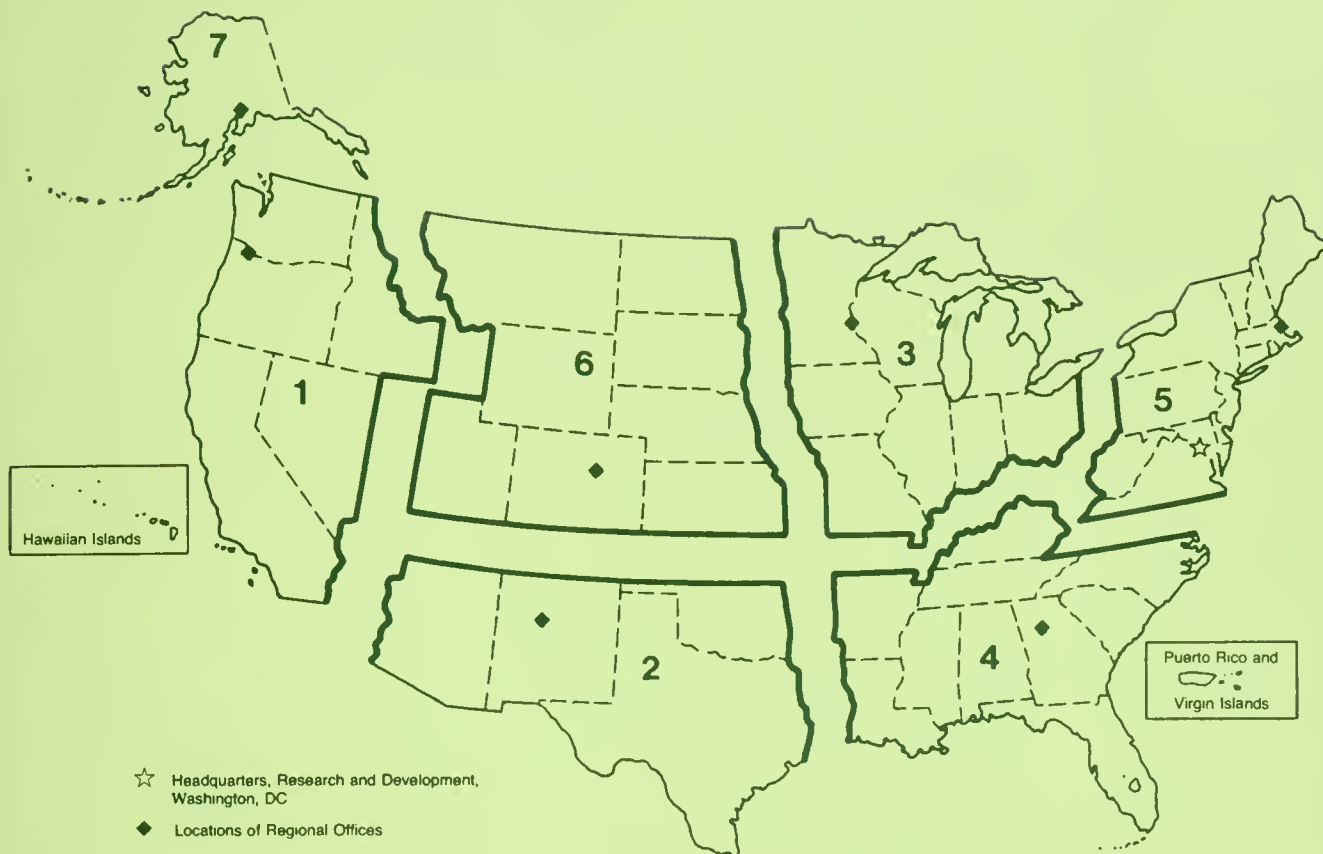 7
6
3
1
5
Hawaiian Islands
2
4
Puerto Rico and
Virgin Islands
Headquarters, Research and Development,
Washington, DC
Locations of Regional Offices